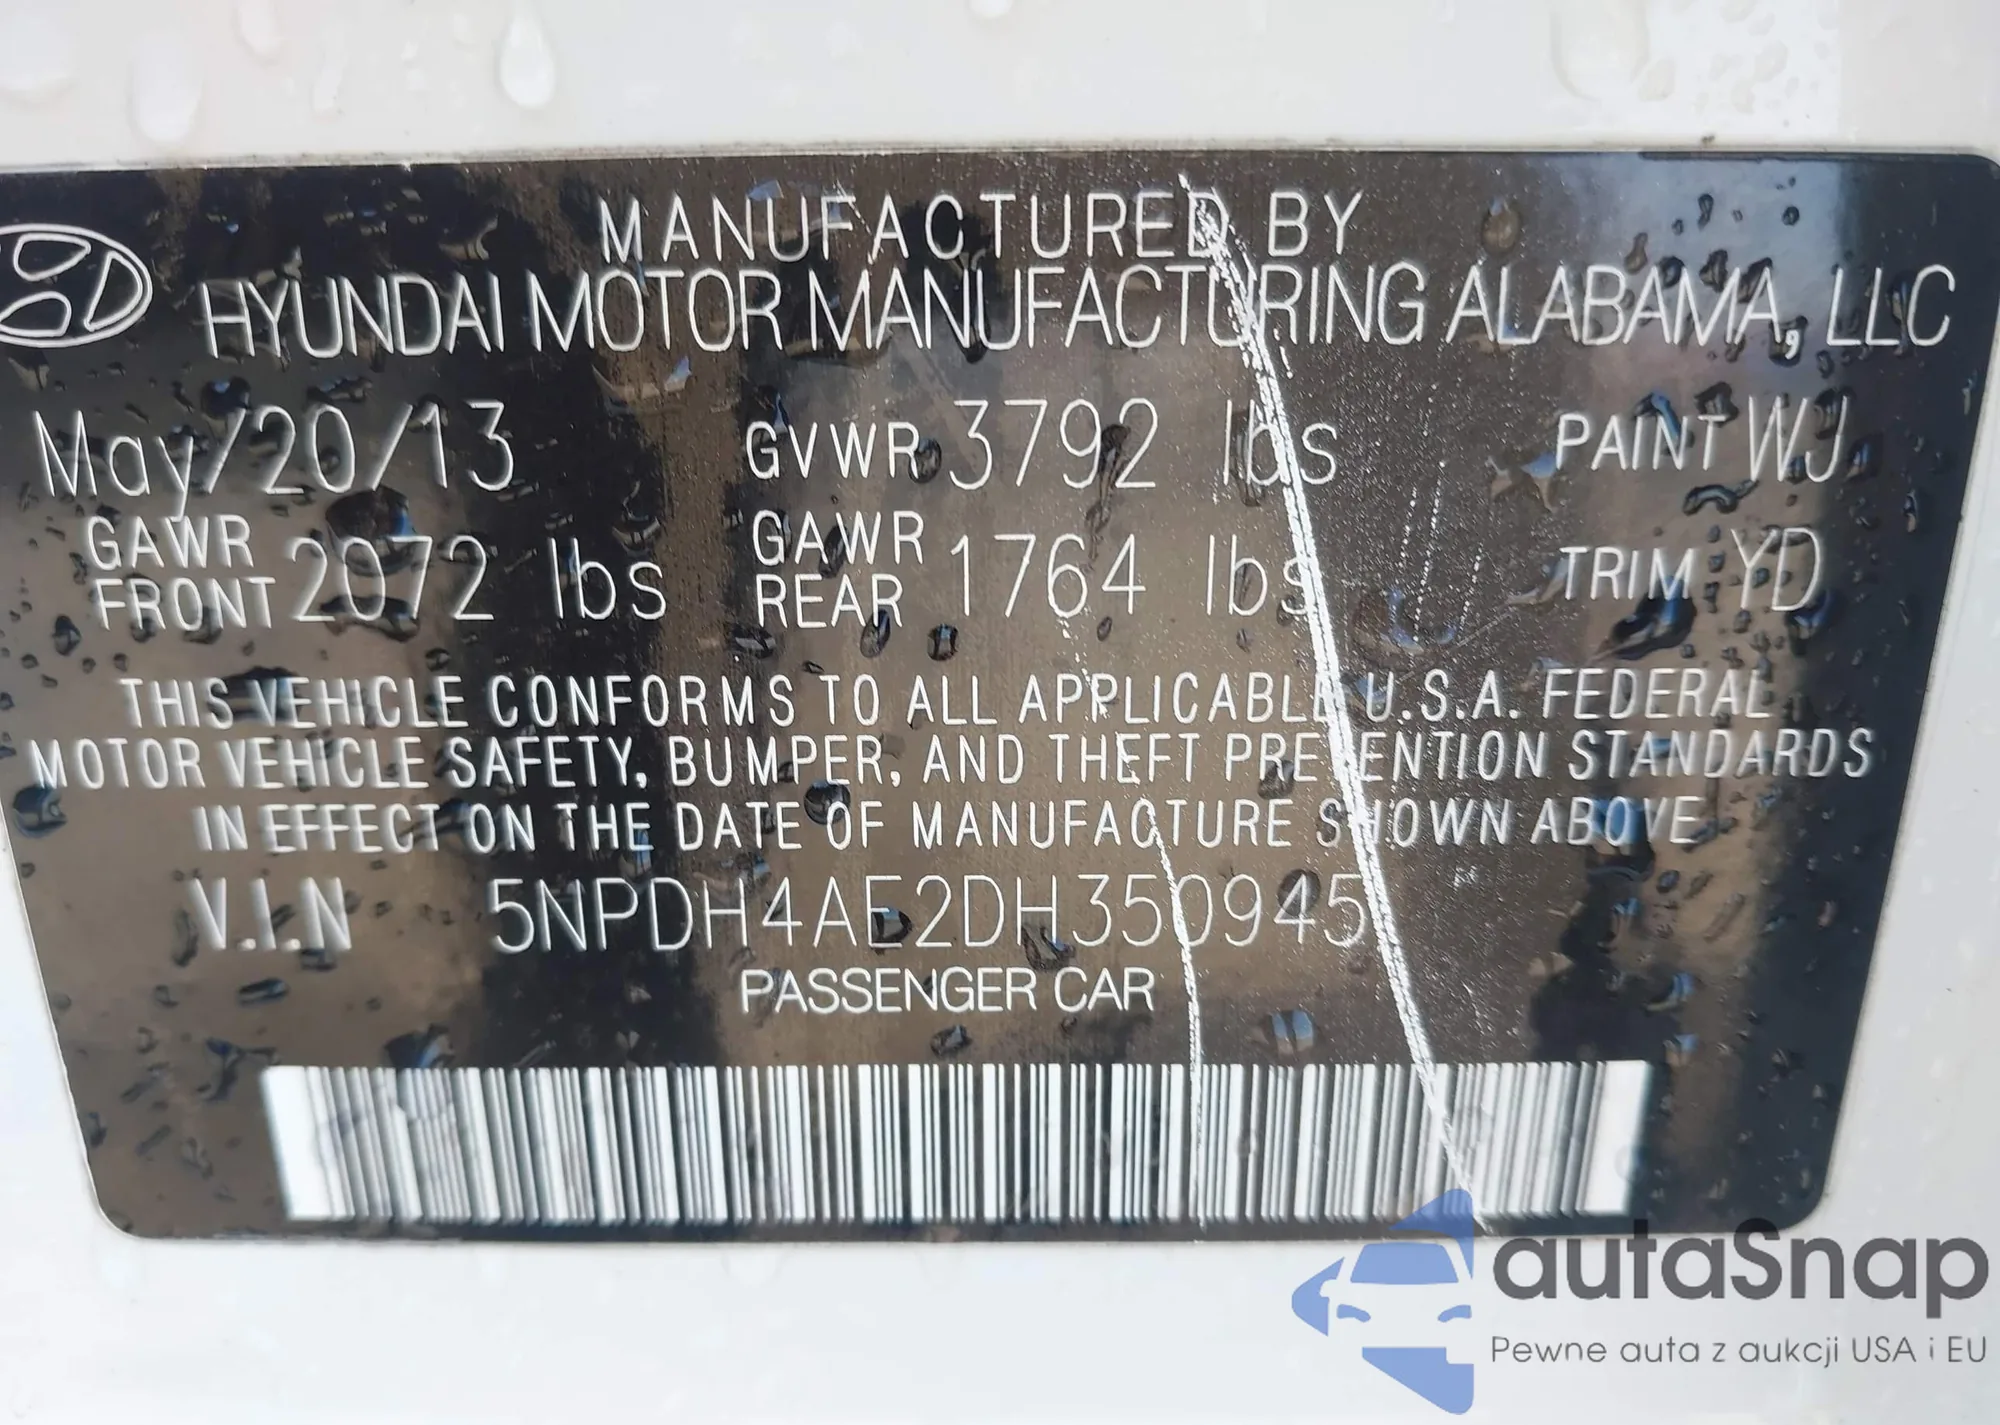 MANUFACTURED BY
HYUNDAI MOTOR MANUFACTURING ALABAMA, LLC
May/20/13 GVWR 3792 lbs PAINT WJ
GAWR FRONT 2072 lbs GAWR REAR 1764 lbs TRIM YD
THIS VEHICLE CONFORMS TO ALL APPLICABLE U.S.A. FEDERAL
MOTOR VEHICLE SAFETY, BUMPER, AND THEFT PREVENTION STANDARDS
IN EFFECT ON THE DATE OF MANUFACTURE SHOWN ABOVE
V.I.N 5NPDH4AE2DH350945
PASSENGER CAR
autaSnap
Pewne auta z aukcji USA i EU